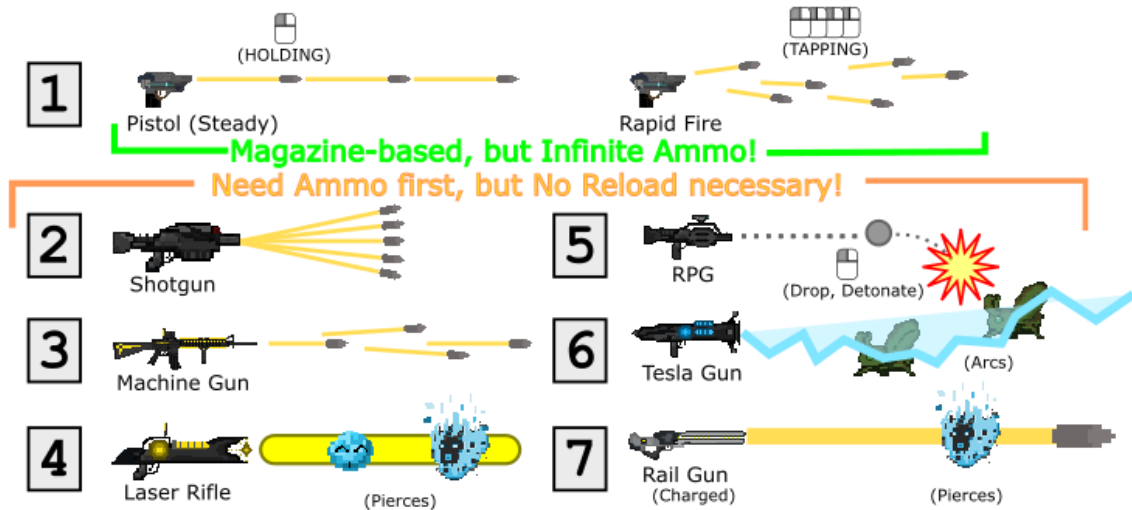 (HOLDING)
(TAPPING)
1
Pistol (Steady)
Rapid Fire
Magazine-based, but Infinite Ammo!
Need Ammo first, but No Reload necessary!
2
Shotgun
3
Machine Gun
4
Laser Rifle
(Pierces)
5
RPG
(Drop, Detonate)
6
Tesla Gun
(Arcs)
7
Rail Gun
(Charged)
(Pierces)